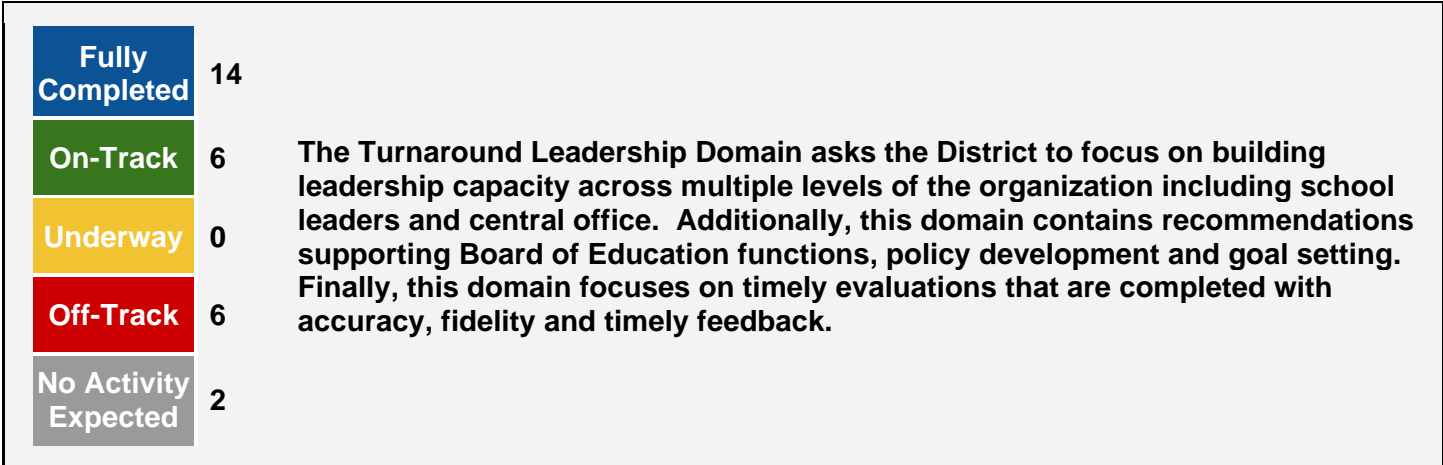 Fully
Completed
14
On-Track
6
Underway
0
Off-Track
6
No Activity
Expected
2
The Turnaround Leadership Domain asks the District to focus on building
leadership capacity across multiple levels of the organization including school
leaders and central office.  Additionally, this domain contains recommendations
supporting Board of Education functions, policy development and goal setting.
Finally, this domain focuses on timely evaluations that are completed with
accuracy, fidelity and timely feedback.